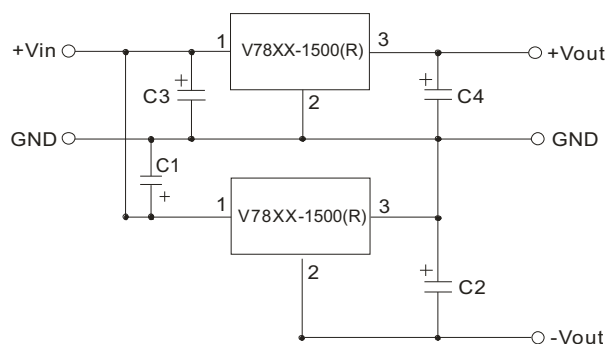 +Vin
1
V78XX-1500(R)
3
+Vout
+
C3
2
+
C4
GND
GND
C1
+
1
V78XX-1500(R)
3
2
+
C2
-Vout